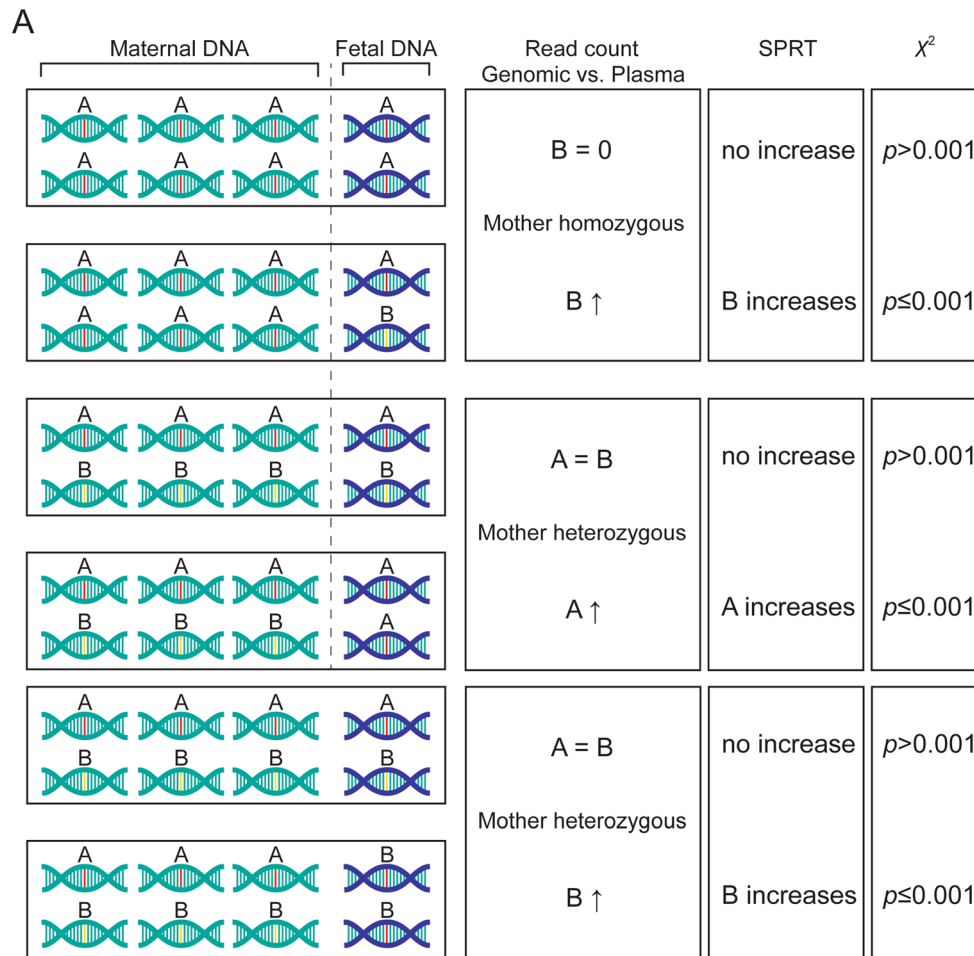 A
Maternal DNA Fetal DNA Read count SPRT χ²
Genomic vs. Plasma
A A A A
A A A A
B = 0 no increase p>0.001
Mother homozygous
A A A A
A A A B
B ↑ B increases p≤0.001
A A A A
B B B B
A = B no increase p>0.001
Mother heterozygous
A A A A
B B B A
A ↑ A increases p≤0.001
A A A A
B B B B
A = B no increase p>0.001
Mother heterozygous
A A A B
B B B B
B ↑ B increases p≤0.001